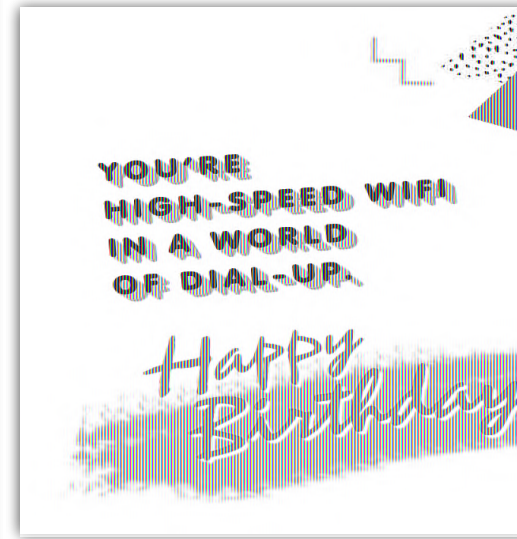 YOU'RE
HIGH-SPEED WIFI
IN A WORLD
OF DIAL-UP.
Happy
Birthday